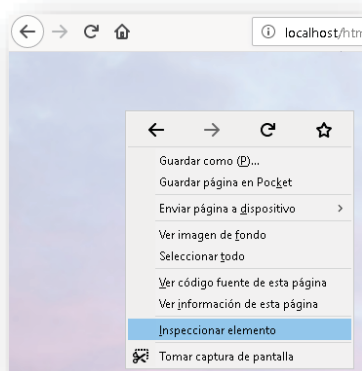 localhost/htm
Guardar como (P)...
Guardar página en Pocket
Enviar página a dispositivo
Ver imagen de fondo
Seleccionar todo
Ver código fuente de esta página
Ver información de esta página
Inspeccionar elemento
Tomar captura de pantalla